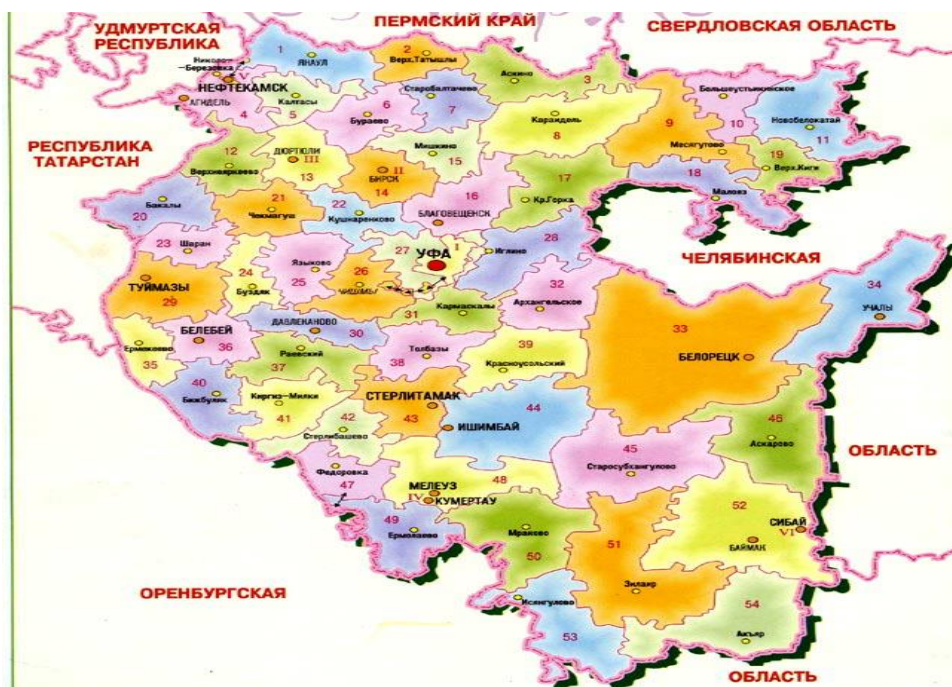 УДМУРТСКАЯ
РЕСПУБЛИКА
ПЕРМСКИЙ КРАЙ
СВЕРДЛОВСКАЯ ОБЛАСТЬ
1
ЯНАУЛ
2
Верх.Татышлы
Аскино
3
Николо-
Березовка
V
НЕФТЕКАМСК
АГИДЕЛЬ
4
Калтасы
5
6
Бураево
Старобалтачево
7
Караидель
8
9
Месягутово
Большеустьикинское
10
Новобелокатай
11
РЕСПУБЛИКА
ТАТАРСТАН
12
Верхнеяркеево
ДЮРТЮЛИ
III
13
II
БИРСК
14
Мишкино
15
16
БЛАГОВЕЩЕНСК
17
Кр.Горка
18
Малояз
19
Верх.Киги
Бакалы
20
21
Чекмагуш
22
Кушнаренково
23
Шаран
24
Буздяк
Языково
25
26
27
УФА
I
28
Иглино
ЧЕЛЯБИНСКАЯ
ТУЙМАЗЫ
29
ДАВЛЕКАНОВО
30
31
Кармаскалы
32
Архангельское
33
БЕЛОРЕЦК
34
УЧАЛЫ
Ермекеево
35
БЕЛЕБЕЙ
36
Раевский
37
Толбазы
38
39
Красноусольский
40
Бижбуляк
Киргиз-Мияки
41
42
Стерлибашево
СТЕРЛИТАМАК
43
ИШИМБАЙ
44
45
Старосубхангулово
46
Аскарово
ОБЛАСТЬ
Федоровка
47
МЕЛЕУЗ
48
IV
КУМЕРТАУ
49
Ермолаево
Мраково
50
51
Зилаир
52
СИБАЙ
VI
БАЙМАК
ОРЕНБУРГСКАЯ
Исянгулово
53
54
Акъяр
ОБЛАСТЬ